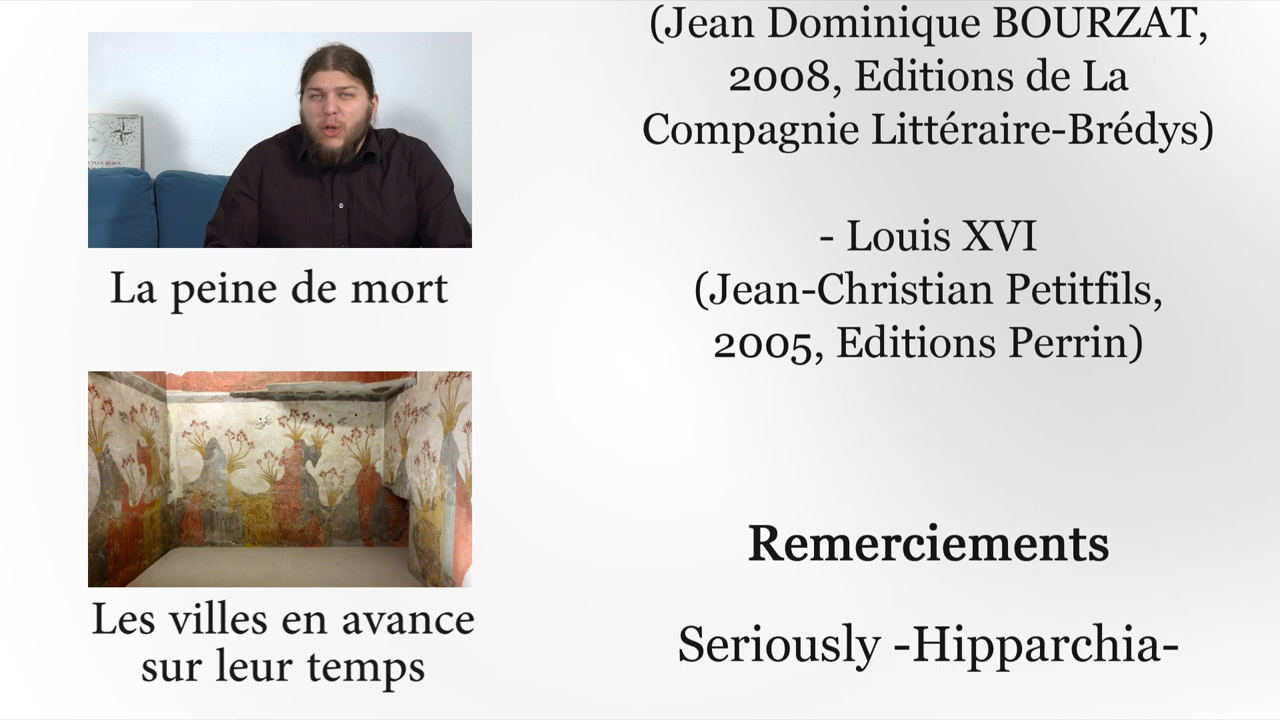 La peine de mort
Les villes en avance
sur leur temps
(Jean Dominique BOURZAT,
2008, Editions de La
Compagnie Littéraire-Brédys)
- Louis XVI
(Jean-Christian Petitfils,
2005, Editions Perrin)
Remerciements
Seriously -Hipparchia-